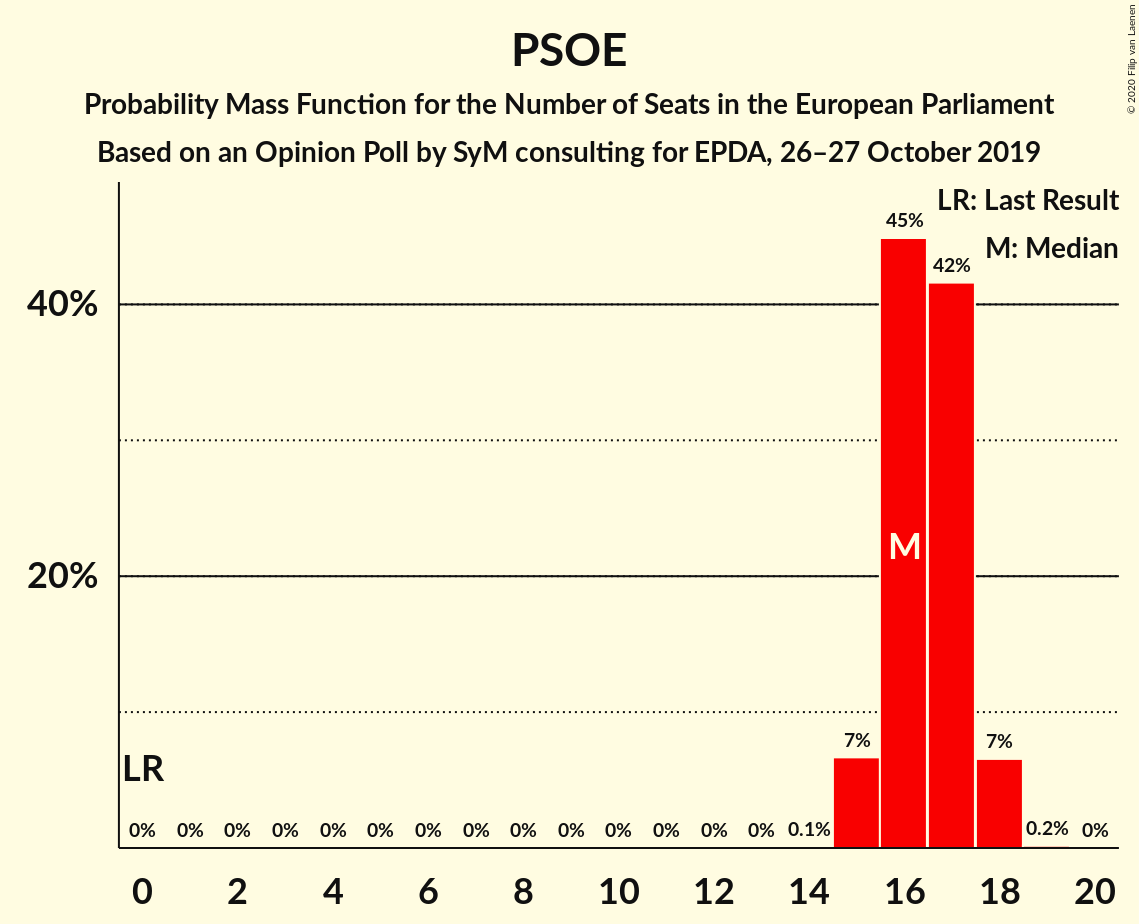 PSOE
Probability Mass Function for the Number of Seats in the European Parliament
Based on an Opinion Poll by SyM consulting for EPDA, 26–27 October 2019
© 2020 Filip van Laenen
LR: Last Result
M: Median
45%
42%
40%
20%
M
7%
7%
LR
0% 0% 0% 0% 0% 0% 0% 0% 0% 0% 0% 0% 0% 0% 0.1% 0.2% 0%
0 2 4 6 8 10 12 14 16 18 20